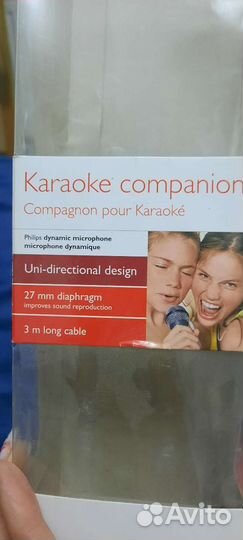 Karaoke companion
Compagnon pour Karaoké
Philips dynamic microphone
microphone dynamique
Uni-directional design
27 mm diaphragm
improves sound reproduction
3 m long cable
Avito